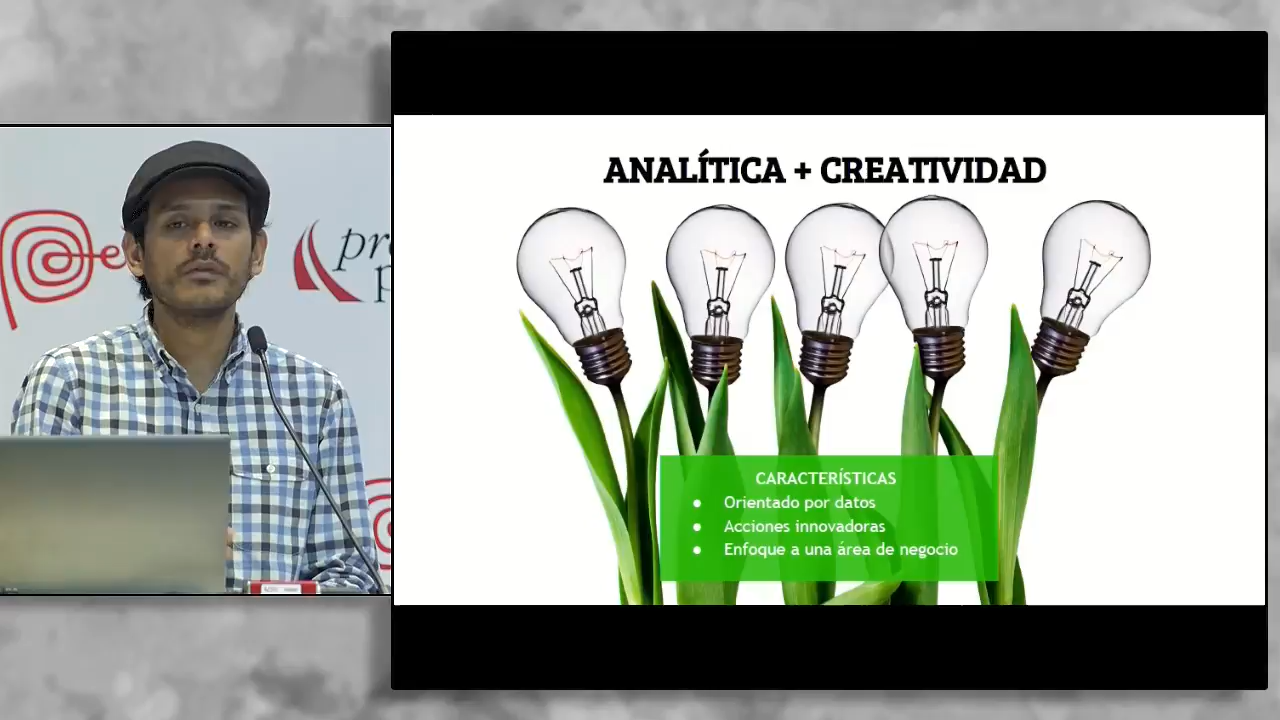 ANALÍTICA + CREATIVIDAD
CARACTERÍSTICAS
● Orientado por datos
● Acciones innovadoras
● Enfoque a una área de negocio